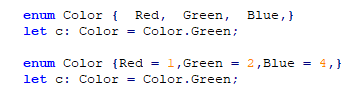 enum Color {  Red,  Green,  Blue,}
let c: Color = Color.Green;
enum Color {Red = 1,Green = 2,Blue = 4,}
let c: Color = Color.Green;